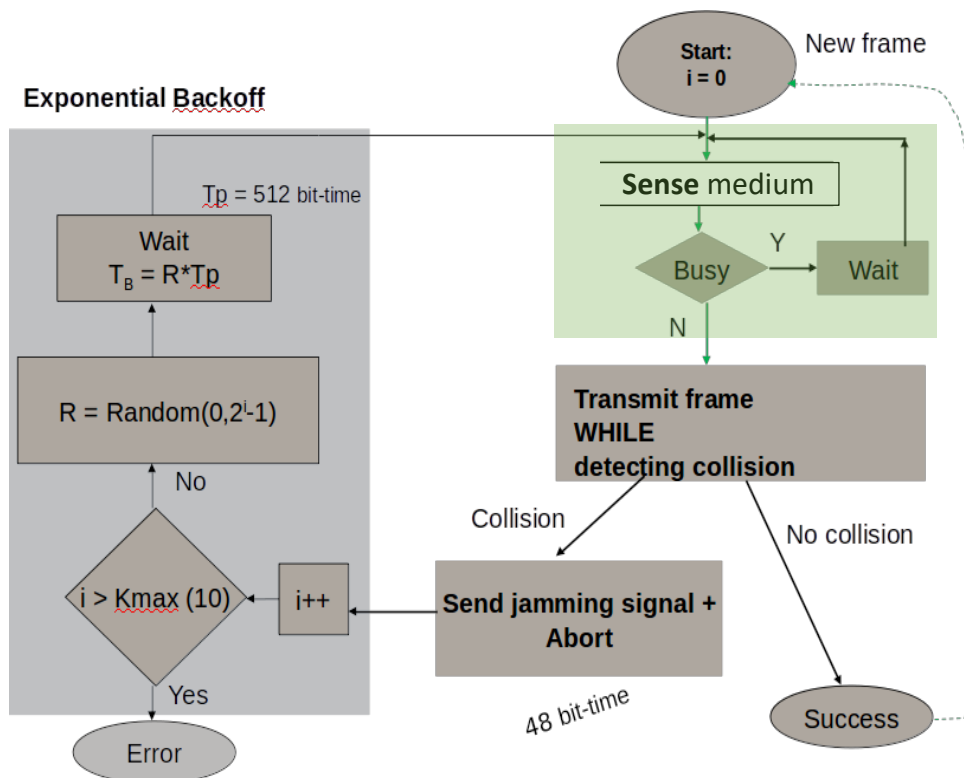 Start:
i = 0
New frame
Exponential Backoff
Sense medium
Tp = 512 bit-time
Wait
T_B = R*Tp
Busy
Y
Wait
N
Transmit frame
WHILE
detecting collision
R = Random(0,2^i-1)
No
Collision
No collision
i > Kmax (10)
i++
Send jamming signal +
Abort
Yes
48 bit-time
Success
Error